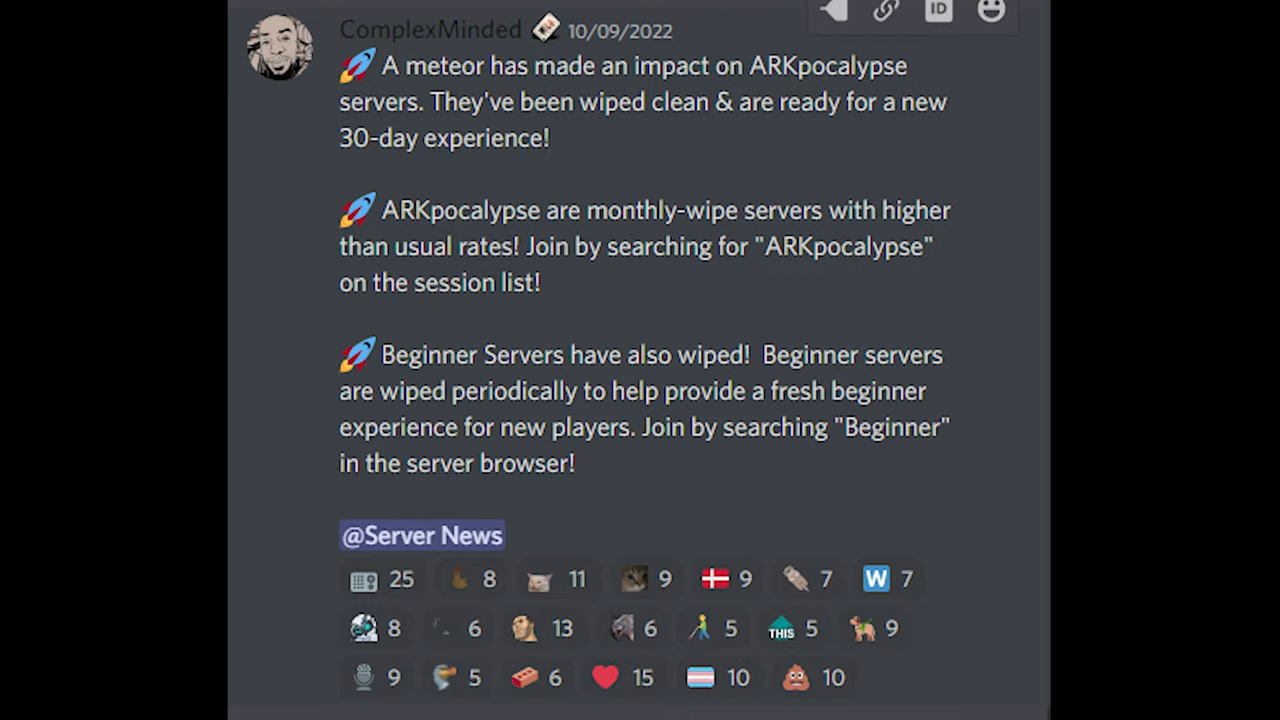 ComplexMinded 10/09/2022
ID
🚀 A meteor has made an impact on ARKpocalypse
servers. They've been wiped clean & are ready for a new
30-day experience!
🚀 ARKpocalypse are monthly-wipe servers with higher
than usual rates! Join by searching for "ARKpocalypse"
on the session list!
🚀 Beginner Servers have also wiped!  Beginner servers
are wiped periodically to help provide a fresh beginner
experience for new players. Join by searching "Beginner"
in the server browser!
@Server News
25 8 11 9 9 7 W 7
8 6 13 6 5 THIS 5 9
9 5 6 15 10 10